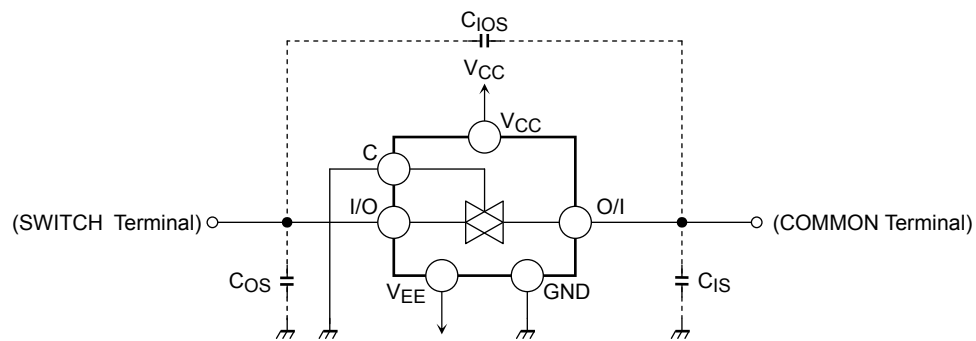 CIOS
VCC
VCC
C
I/O
O/I
(SWITCH Terminal)
(COMMON Terminal)
COS
VEE
GND
CIS